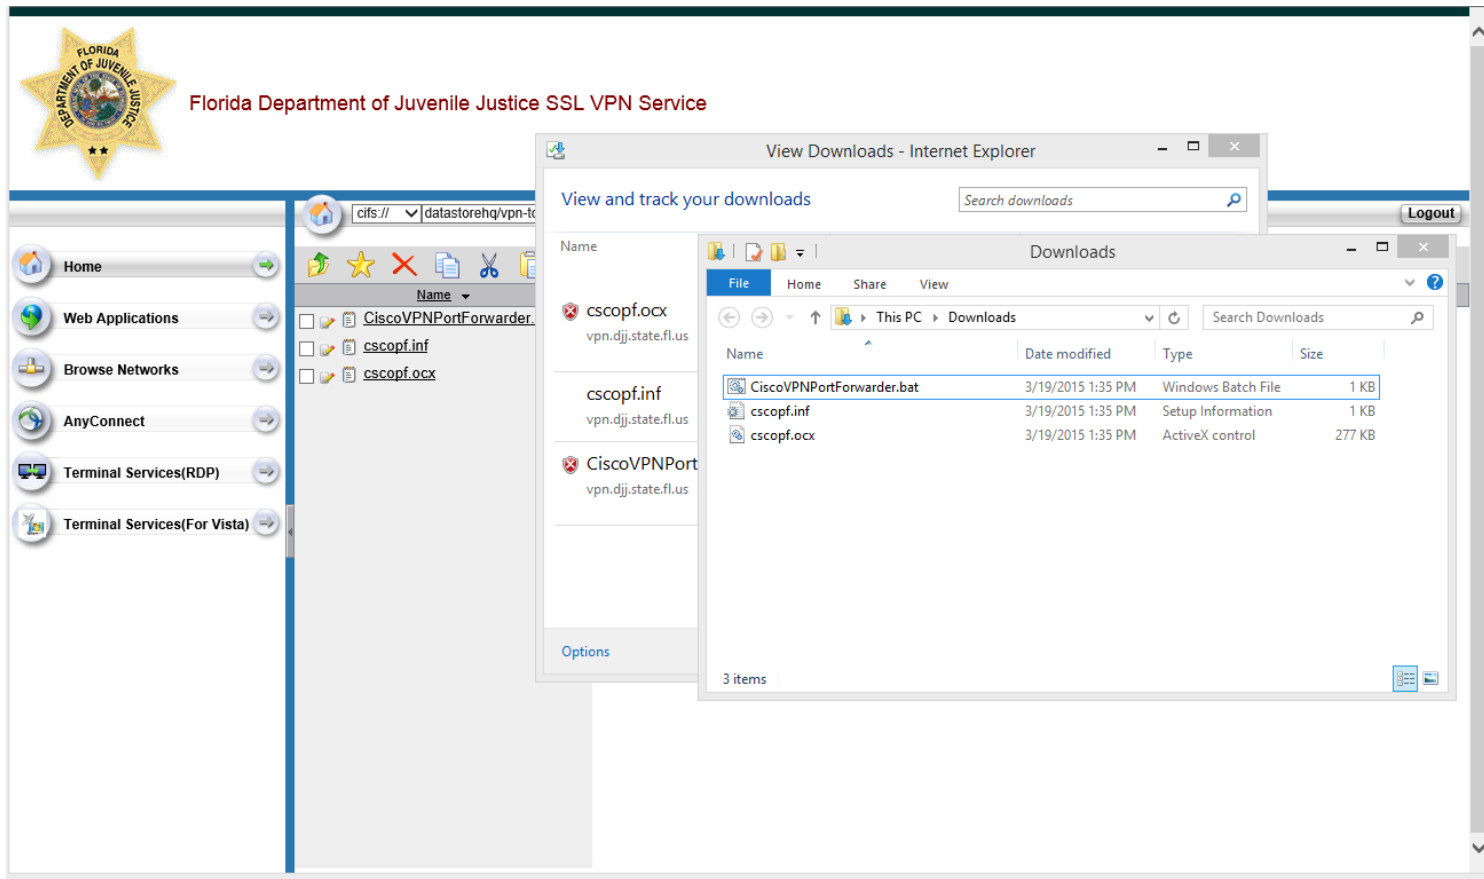 FLORIDA
DEPARTMENT OF JUVENILE JUSTICE
Florida Department of Juvenile Justice SSL VPN Service
View Downloads - Internet Explorer
View and track your downloads
Search downloads
cifs://
datastorehq/vpn-to
Logout
Name
Downloads
Home
Web Applications
Browse Networks
AnyConnect
Terminal Services(RDP)
Terminal Services(For Vista)
Name
CiscoVPNPortForwarder.
cscopf.inf
cscopf.ocx
cscopf.ocx
vpn.djj.state.fl.us
cscopf.inf
vpn.djj.state.fl.us
CiscoVPNPort
vpn.djj.state.fl.us
Options
File Home Share View
This PC Downloads
Search Downloads
Name Date modified Type Size
CiscoVPNPortForwarder.bat 3/19/2015 1:35 PM Windows Batch File 1 KB
cscopf.inf 3/19/2015 1:35 PM Setup Information 1 KB
cscopf.ocx 3/19/2015 1:35 PM ActiveX control 277 KB
3 items